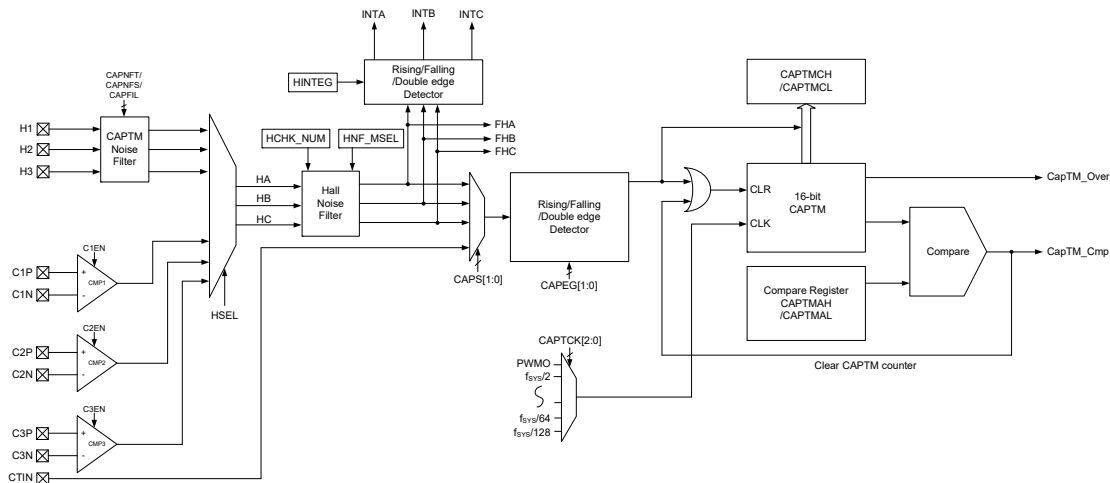 INTA
INTB
INTC
CAPNFT/
CAPNFS/
CAPFIL
HINTEG
Rising/Falling
/Double edge
Detector
CAPTMCH
/CAPTMCL
H1
H2
H3
CAPTM
Noise
Filter
HCHK_NUM
HNF_MSEL
FHA
FHB
FHC
HA
HB
HC
Hall
Noise
Filter
Rising/Falling
/Double edge
Detector
CLR
CLK
16-bit
CAPTM
CapTM_Over
C1EN
C1P
C1N
+
-
CMP1
HSEL
CAPS[1:0]
CAPEG[1:0]
Compare
CapTM_Cmp
Compare Register
CAPTMAH
/CAPTMAL
C2EN
C2P
C2N
+
-
CMP2
CAPTCK[2:0]
Clear CAPTM counter
PWMO
fSYS/2
fSYS/64
fSYS/128
C3EN
C3P
C3N
+
-
CMP3
CTIN